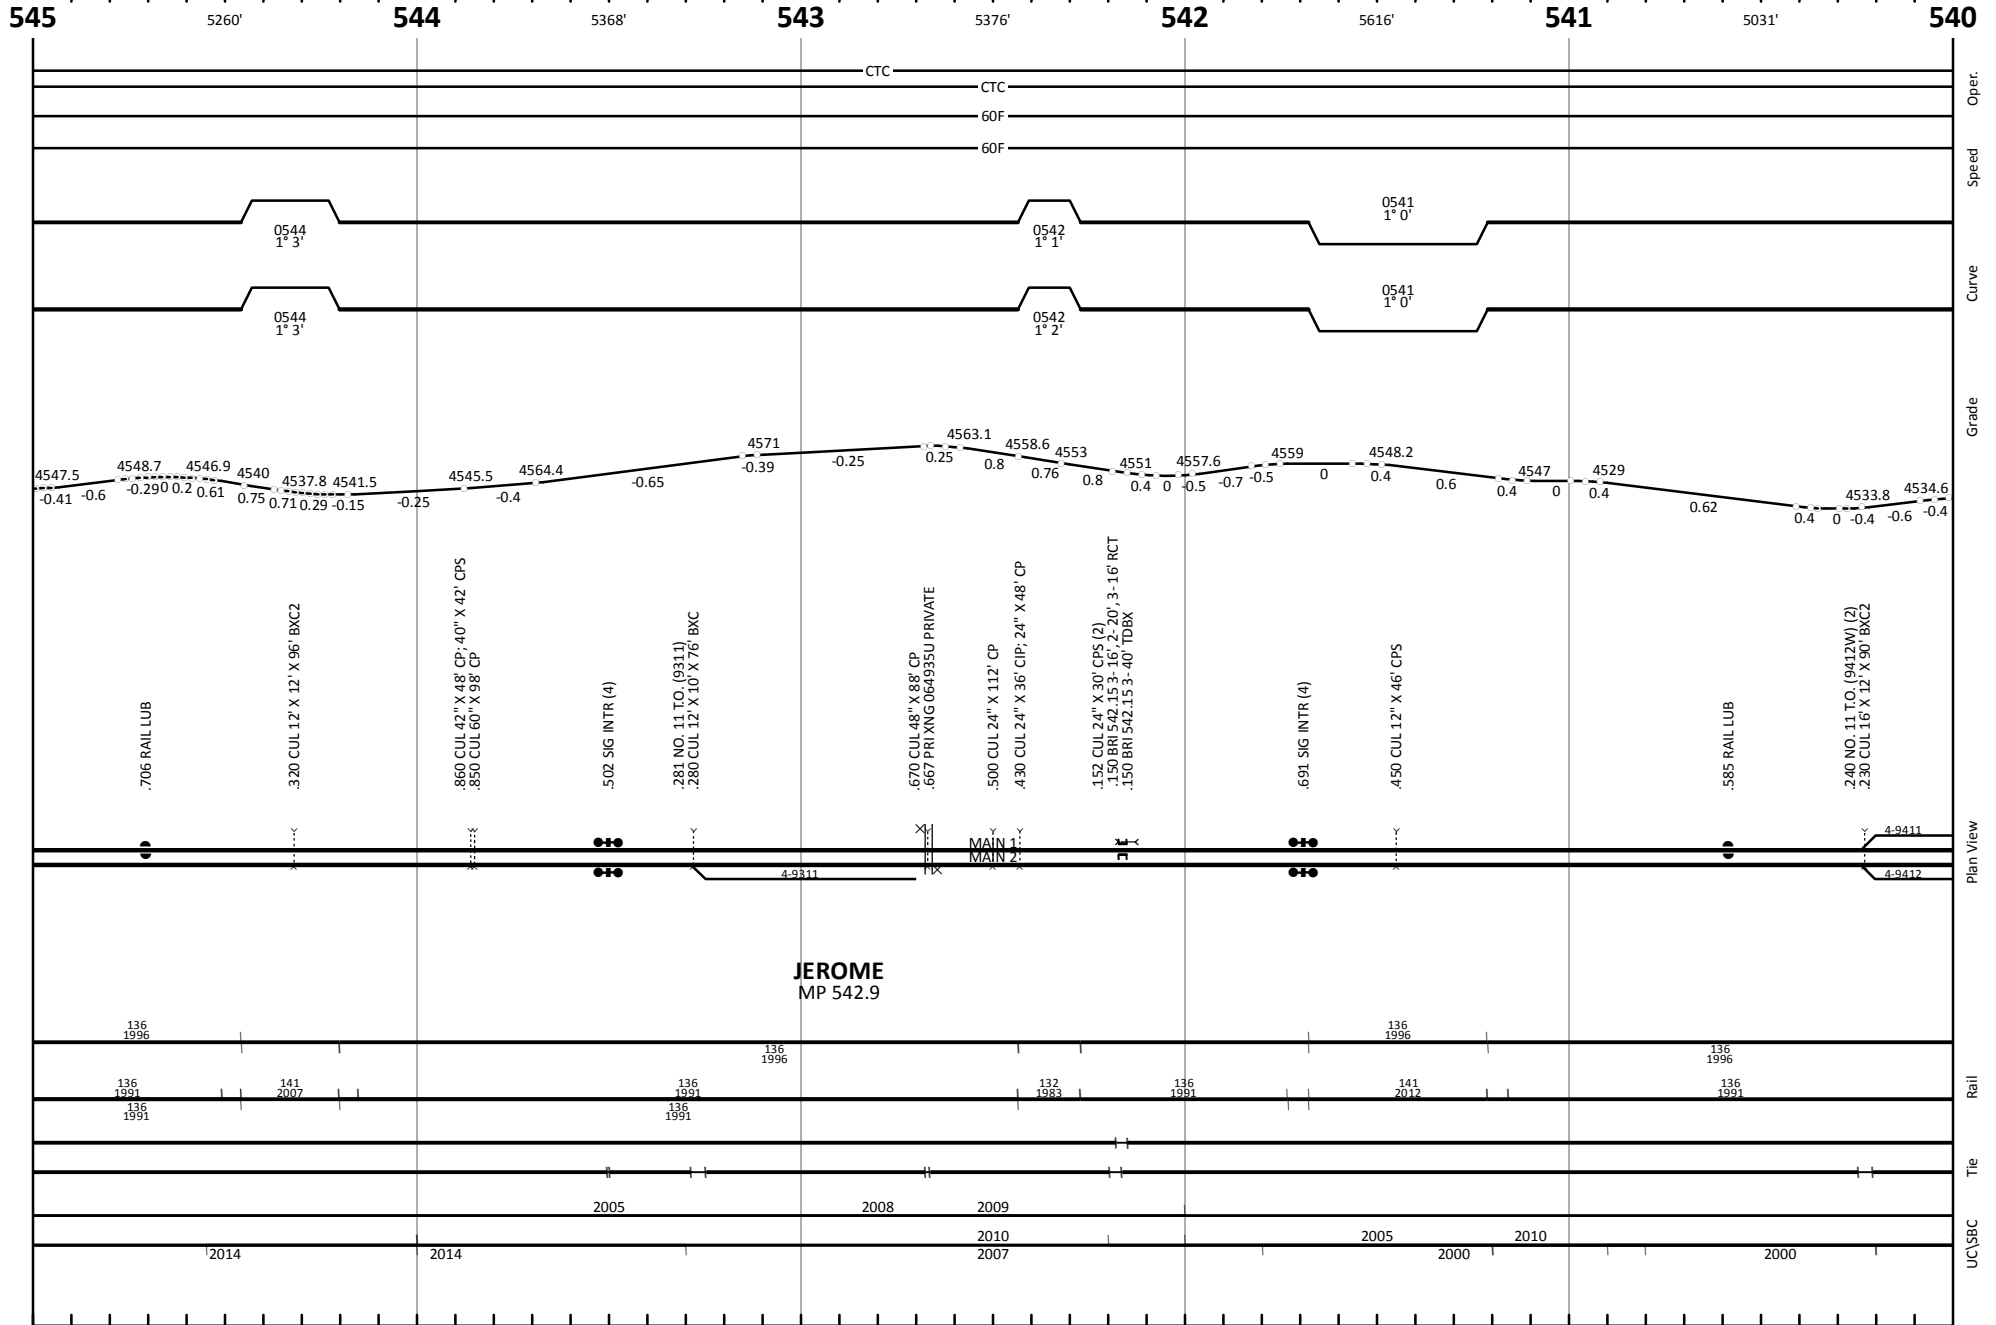 545 5260' 544 5368' 543 5376' 542 5616' 541 5031' 540
CTC
CTC
60F
60F
Oper.
Speed
0544
1° 3'
0542
1° 1'
0541
1° 0'
0544
1° 3'
0542
1° 2'
0541
1° 0'
Curve
Grade
4547.5 4548.7 4546.9 4540 4537.8 4541.5 4545.5 4564.4 4571 4563.1 4558.6 4553 4551 4557.6 4559 4548.2 4547 4529 4533.8 4534.6
-0.41 -0.6 -0.29 0 0.2 0.61 0.75 0.71 0.29 -0.15 -0.25 -0.4 -0.65 -0.39 -0.25 0.25 0.8 0.76 0.8 0.4 0 -0.5 -0.7 -0.5 0 0.4 0.6 0.4 0 0.4 0.62 0.4 0 -0.4 -0.6 -0.4
.706 RAIL LUB
.320 CUL 12' X 12' X 96' BXC2
.860 CUL 42" X 48' CP; 40" X 42' CPS
.850 CUL 60" X 98' CP
.502 SIG INTR (4)
.281 NO. 11 T.O. (9311)
.280 CUL 12' X 10' X 76' BXC
.670 CUL 48" X 88' CP
.667 PRI XNG 064935U PRIVATE
.500 CUL 24" X 112' CP
.430 CUL 24" X 36' CIP; 24" X 48' CP
.152 CUL 24" X 30' CPS (2)
.150 BRI 542.15 3- 16', 2- 20', 3- 16' RCT
.150 BRI 542.15 3- 40' TDBX
.691 SIG INTR (4)
.450 CUL 12" X 46' CPS
.585 RAIL LUB
.240 NO. 11 T.O. (9412W) (2)
.230 CUL 16' X 12' X 90' BXC2
MAIN 1
MAIN 2
4-9311
4-9411
4-9412
Plan View
JEROME
MP 542.9
136
1996
136
1996
136
1996
136
1996
136
1991
141
2007
136
1991
132
1983
136
1991
141
2012
136
1991
136
1991
136
1991
Rail
Tie
2005 2008 2009
2010 2005 2010
2014 2014 2007 2000 2000
UC\SBC